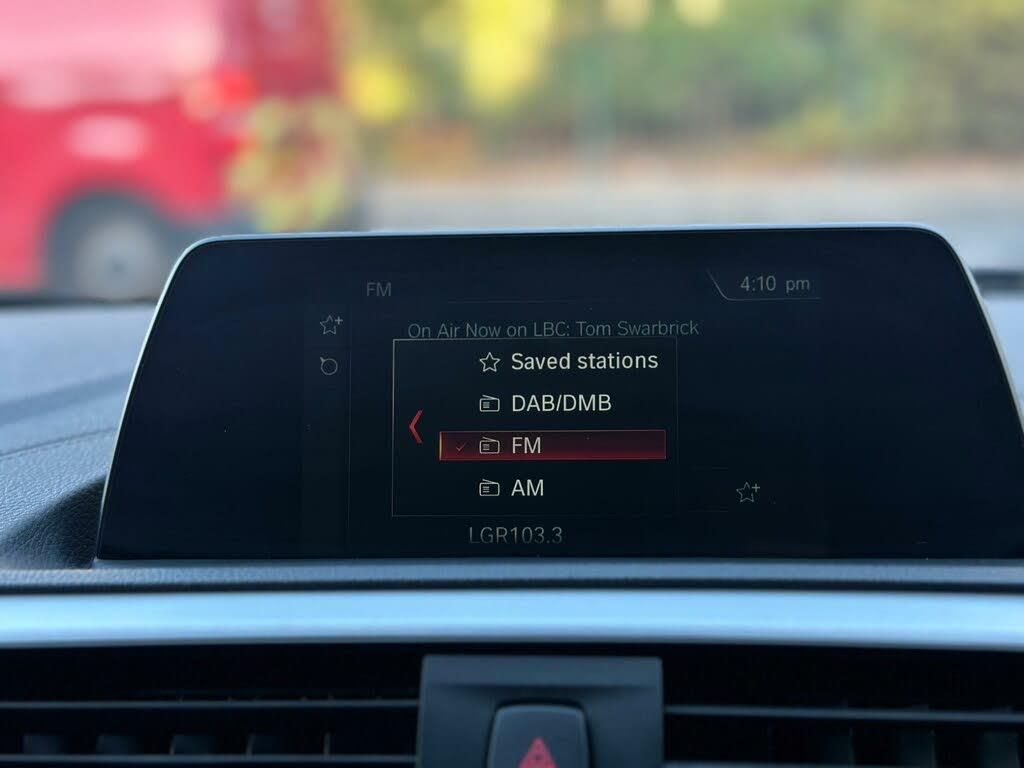 FM
4:10 pm
On Air Now on LBC: Tom Swarbrick
Saved stations
DAB/DMB
FM
AM
LGR103.3